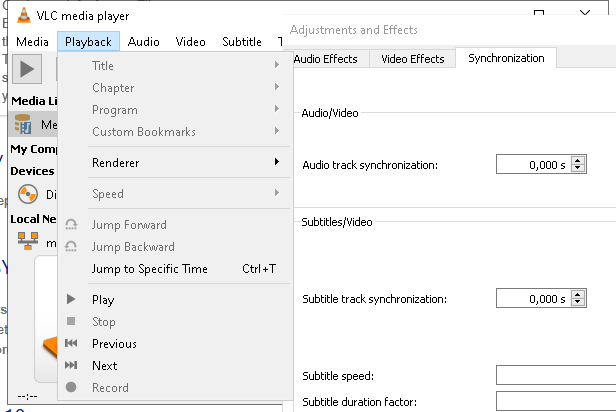 VLC media player
Media Playback Audio Video Subtitle
Adjustments and Effects
Audio Effects Video Effects Synchronization
Title
Chapter
Program
Custom Bookmarks
Renderer
Speed
Jump Forward
Jump Backward
Jump to Specific Time Ctrl+T
Play
Stop
Previous
Next
Record
Media Li
Me
My Comp
Devices
Di
Local Ne
m
--:--
Audio/Video
Audio track synchronization: 0,000 s
Subtitles/Video
Subtitle track synchronization: 0,000 s
Subtitle speed:
Subtitle duration factor: